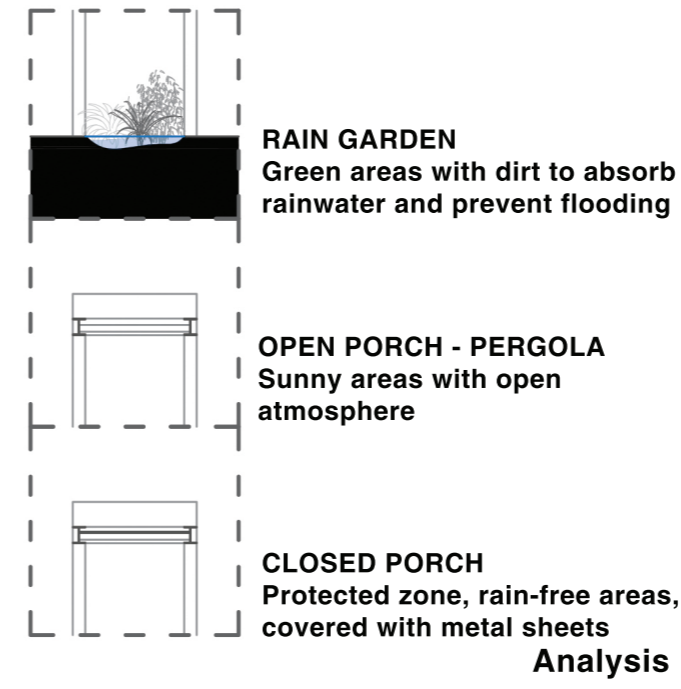 RAIN GARDEN
Green areas with dirt to absorb
rainwater and prevent flooding
OPEN PORCH - PERGOLA
Sunny areas with open
atmosphere
CLOSED PORCH
Protected zone, rain-free areas,
covered with metal sheets
Analysis